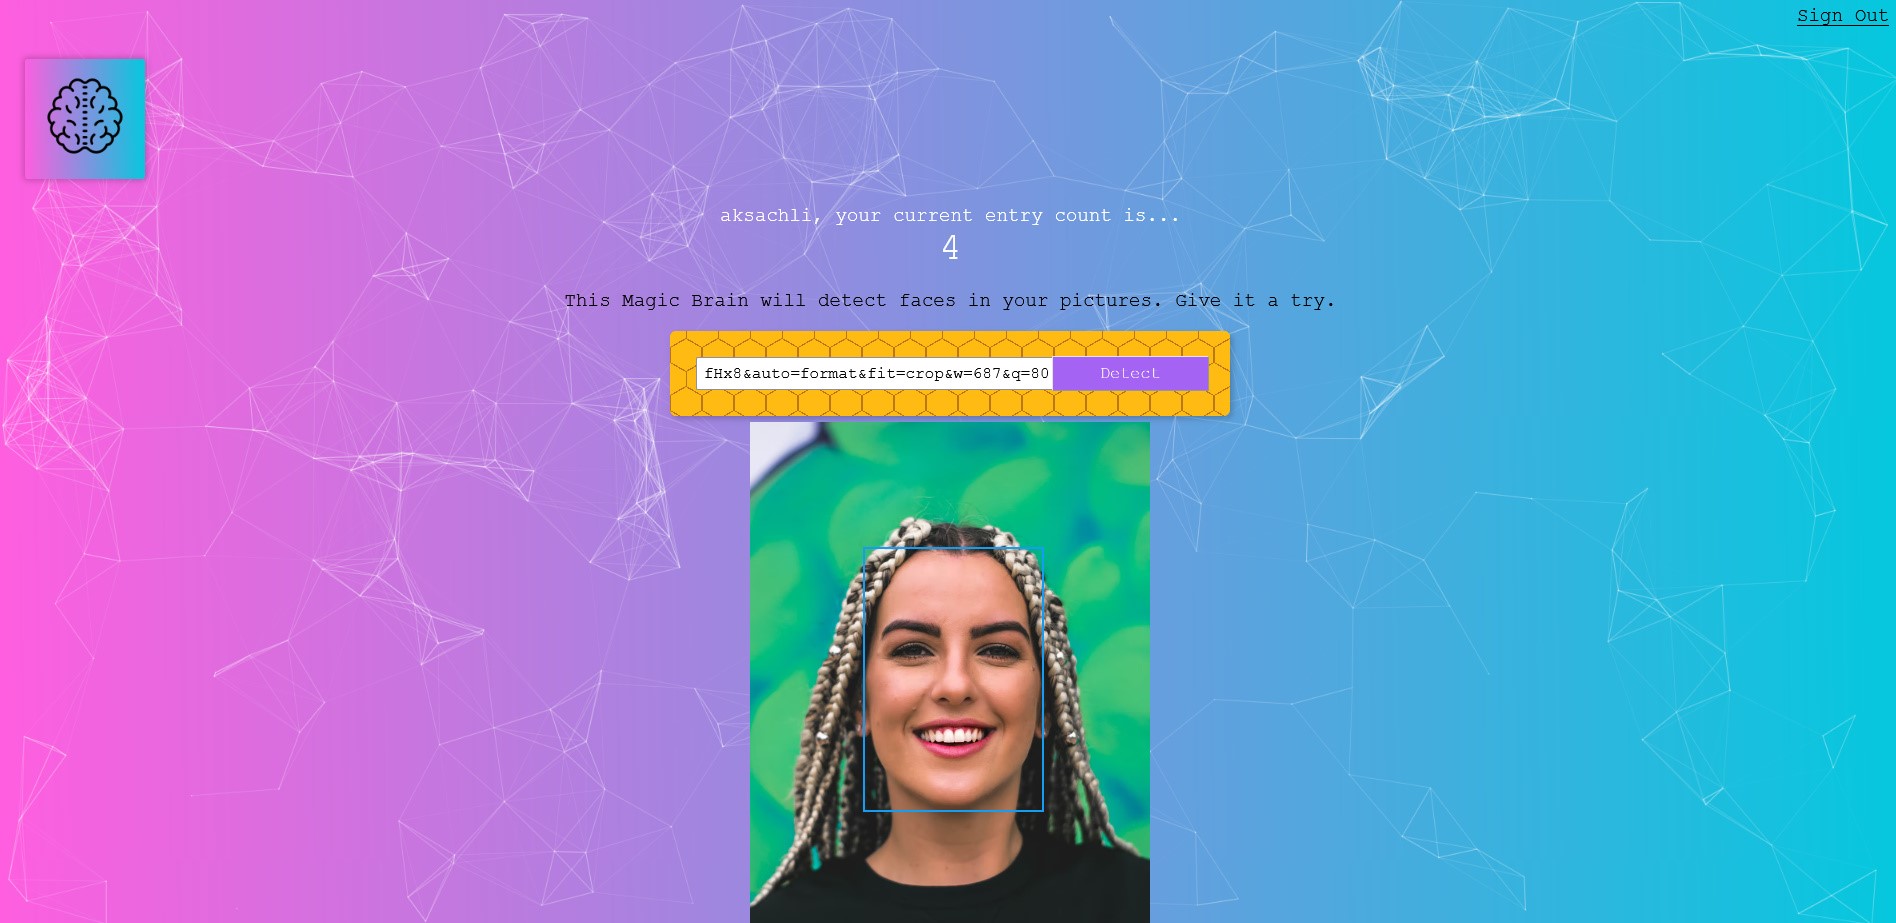 Sign Out
aksachli, your current entry count is...
4
This Magic Brain will detect faces in your pictures. Give it a try.
fHx8&auto=format&fit=crop&w=687&q=80 Detect